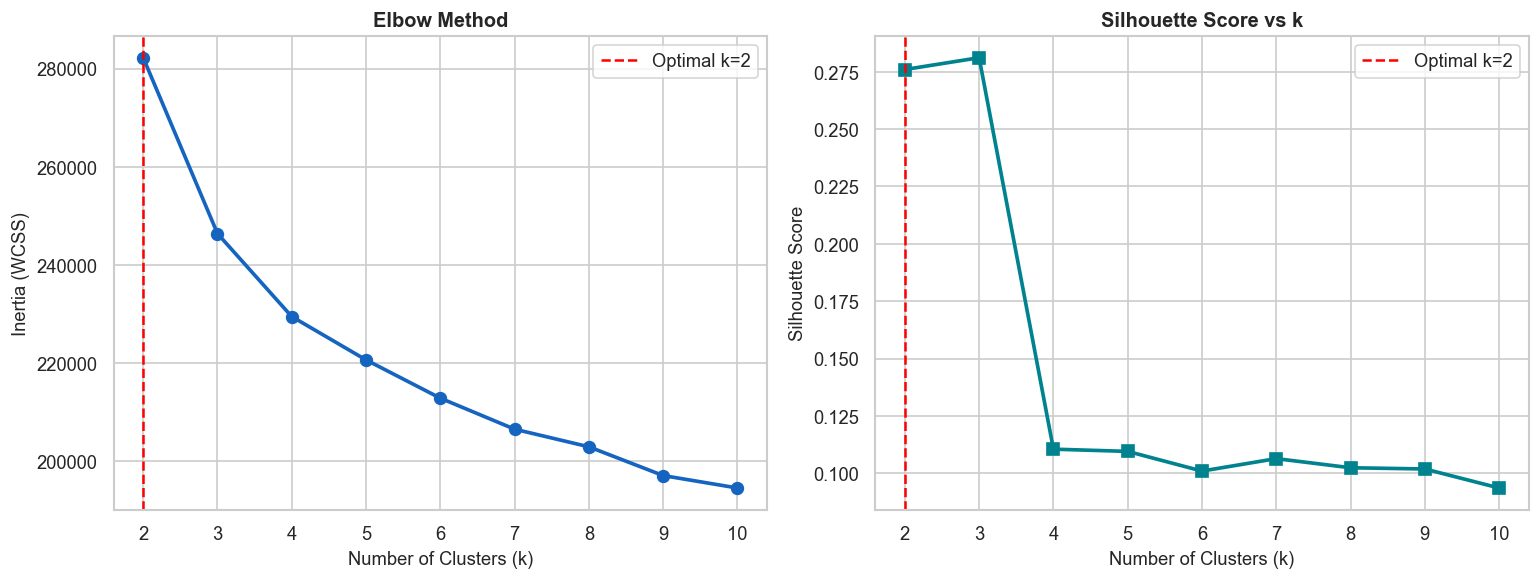 Elbow Method
Optimal k=2
280000
260000
240000
220000
200000
Inertia (WCSS)
2 3 4 5 6 7 8 9 10
Number of Clusters (k)
Silhouette Score vs k
Optimal k=2
0.275
0.250
0.225
0.200
0.175
0.150
0.125
0.100
Silhouette Score
2 3 4 5 6 7 8 9 10
Number of Clusters (k)